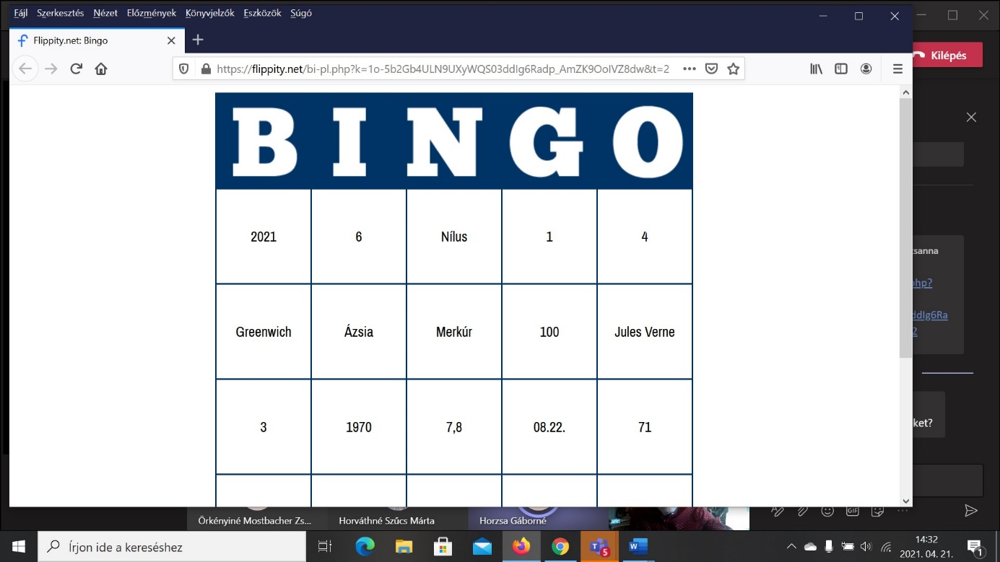 Fájl Szerkesztés Nézet Előzmények Könyvjelzők Eszközök Súgó
Flippity.net: Bingo
Kilépés
https://flippity.net/bi-pl.php?k=1o-5b2Gb4ULN9UXyWQS03ddIg6Radp_AmZK9OoIVZ8dw&t=2
BINGO
2021 6 Nílus 1 4
Greenwich Ázsia Merkúr 100 Jules Verne
3 1970 7,8 08.22. 71
zsanna
php?
ddIg6Ra
2
ket?
Örkényiné Mostbacher Zs... Horváthné Szűcs Márta Horzsa Gáborné
GIF
Írjon ide a kereséshez
5
14:32
2021. 04. 21.
1